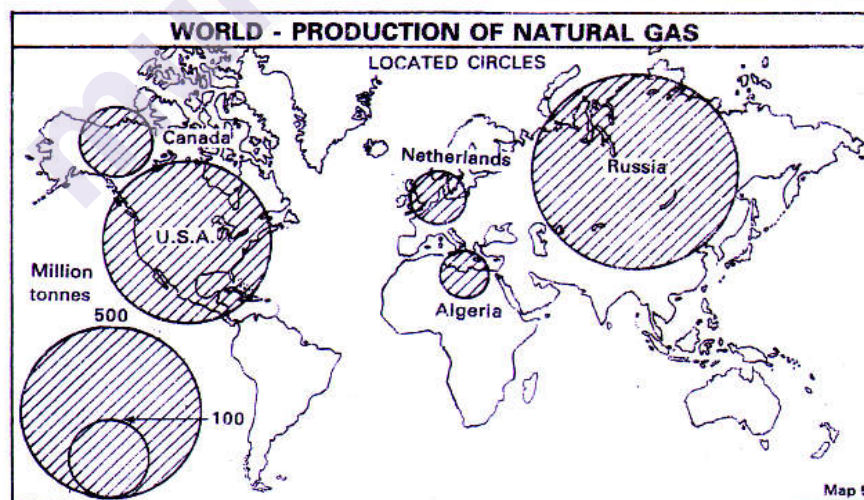 WORLD - PRODUCTION OF NATURAL GAS
LOCATED CIRCLES
Canada
Netherlands
Russia
U.S.A.
Million
tonnes
500
Algeria
100
Map